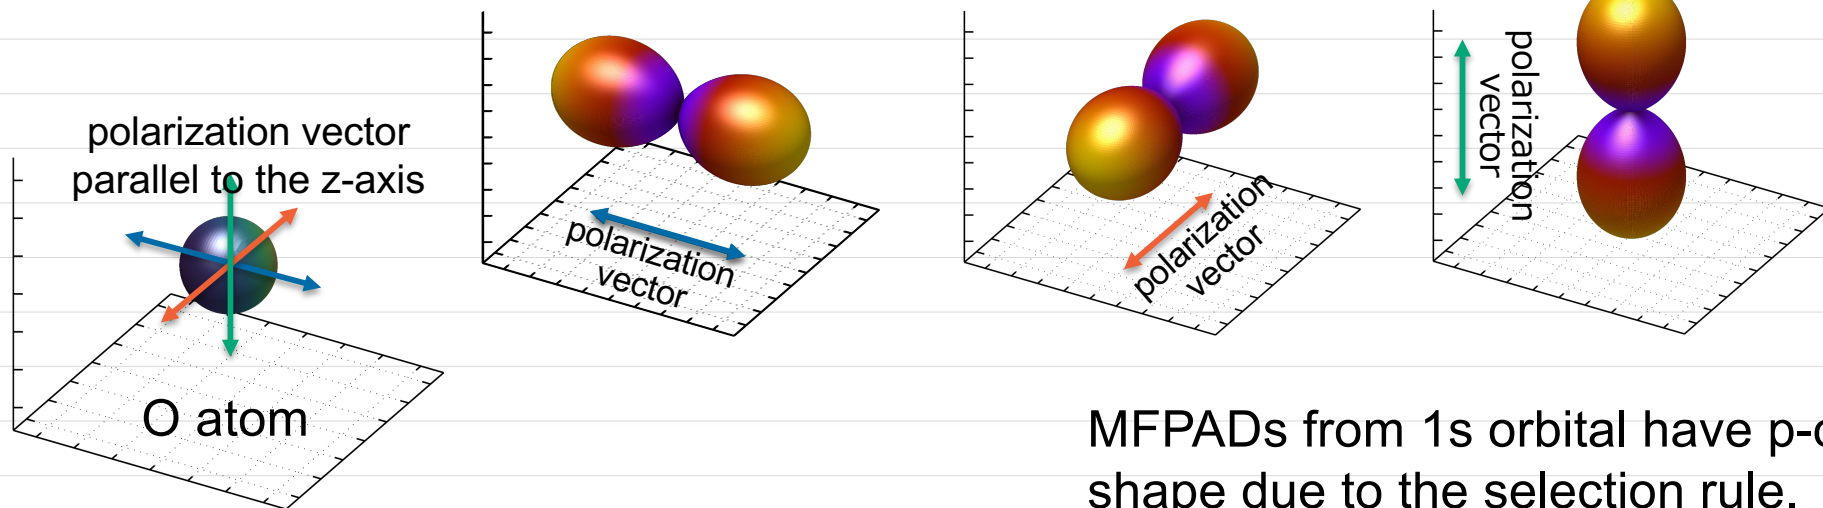 polarization vector
parallel to the z-axis
O atom
polarization
vector
polarization
vector
polarization
vector
MFPADs from 1s orbital have
shape due to the selection rule.